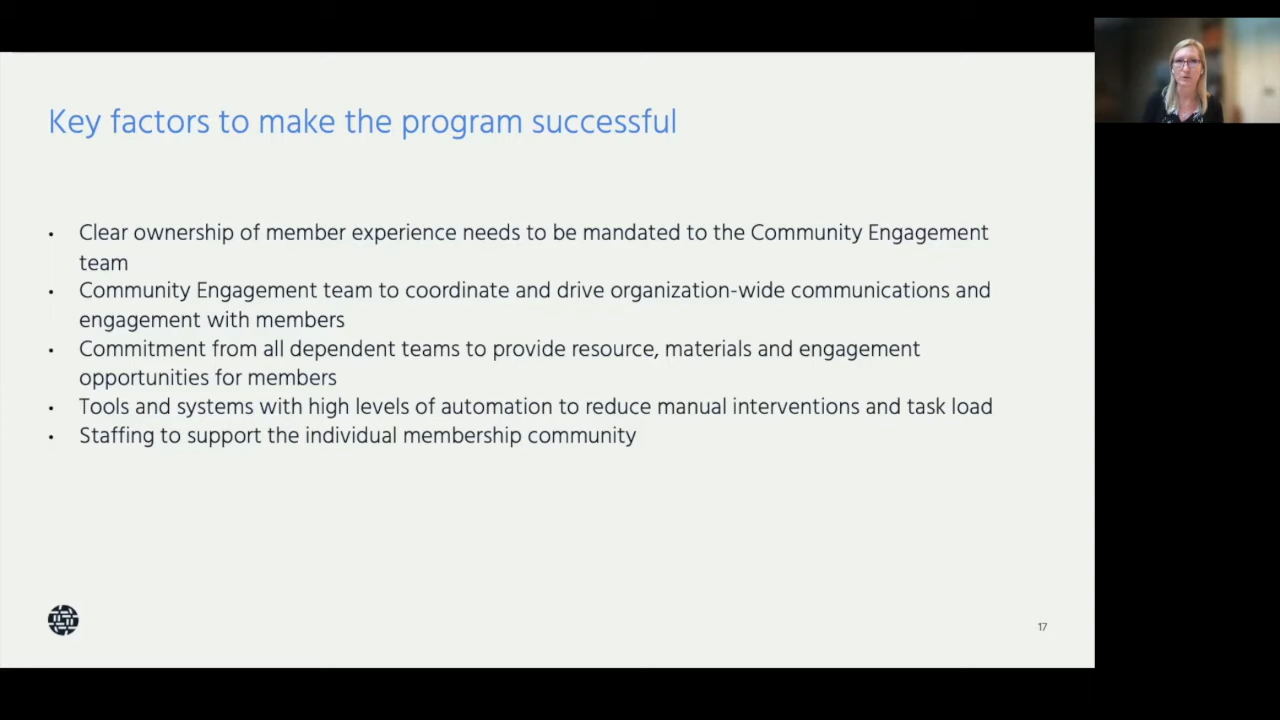 Key factors to make the program successful
• Clear ownership of member experience needs to be mandated to the Community Engagement
team
• Community Engagement team to coordinate and drive organization-wide communications and
engagement with members
• Commitment from all dependent teams to provide resource, materials and engagement
opportunities for members
• Tools and systems with high levels of automation to reduce manual interventions and task load
• Staffing to support the individual membership community
17